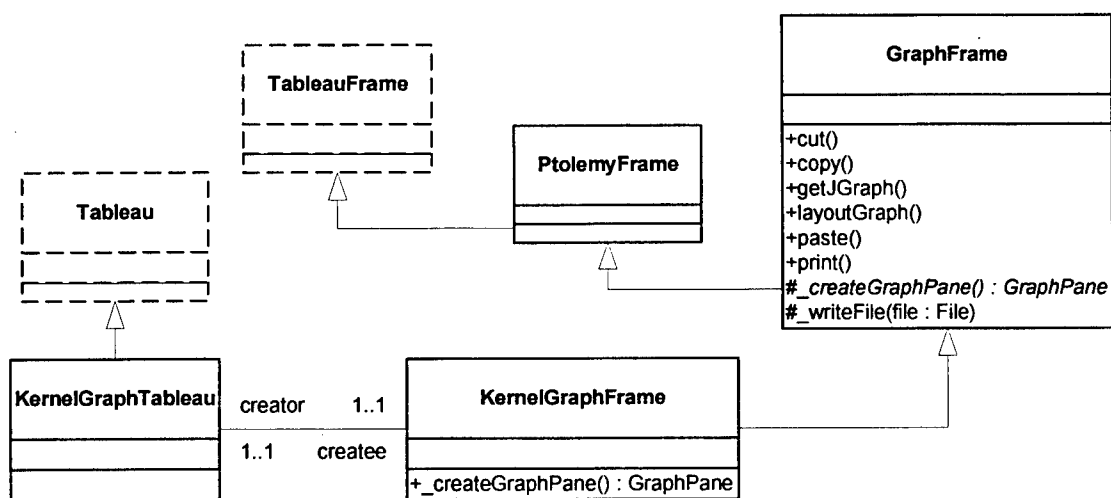 GraphFrame
TableauFrame
+cut()
+copy()
+getJGraph()
+layoutGraph()
+paste()
+print()
#_createGraphPane() : GraphPane
#_writeFile(file : File)
PtolemyFrame
Tableau
KernelGraphTableau
creator 1..1
1..1 createe
KernelGraphFrame
+_createGraphPane() : GraphPane